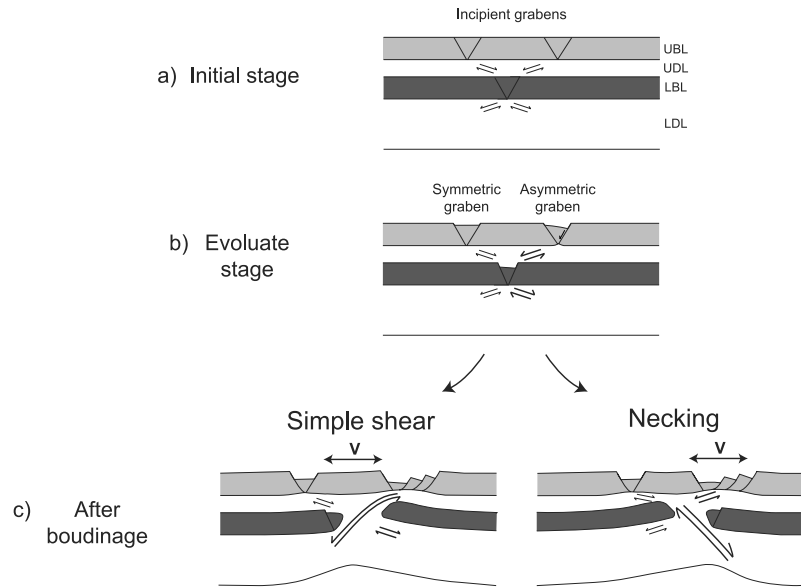 Incipient grabens
a) Initial stage
UBL
UDL
LBL
LDL
Symmetric
graben
Asymmetric
graben
b) Evoluate
stage
Simple shear
Necking
V
V
c) After
boudinage